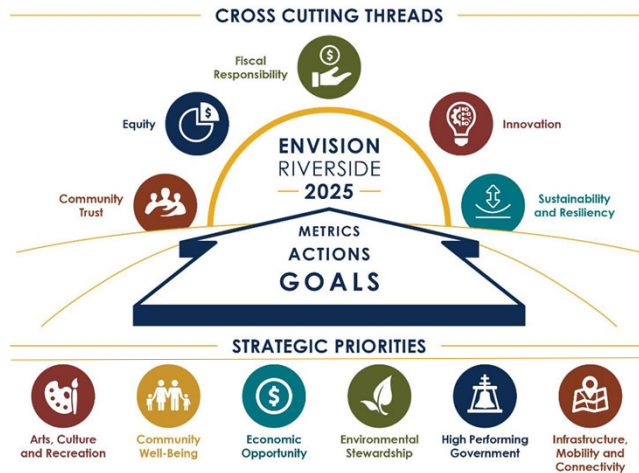 CROSS CUTTING THREADS
Fiscal
Responsibility
$
Equity
$
Innovation
ENVISION
RIVERSIDE
2025
Community
Trust
Sustainability
and Resiliency
METRICS
ACTIONS
GOALS
STRATEGIC PRIORITIES
$
Arts, Culture
and Recreation
Community
Well-Being
Economic
Opportunity
Environmental
Stewardship
High Performing
Government
Infrastructure,
Mobility and
Connectivity